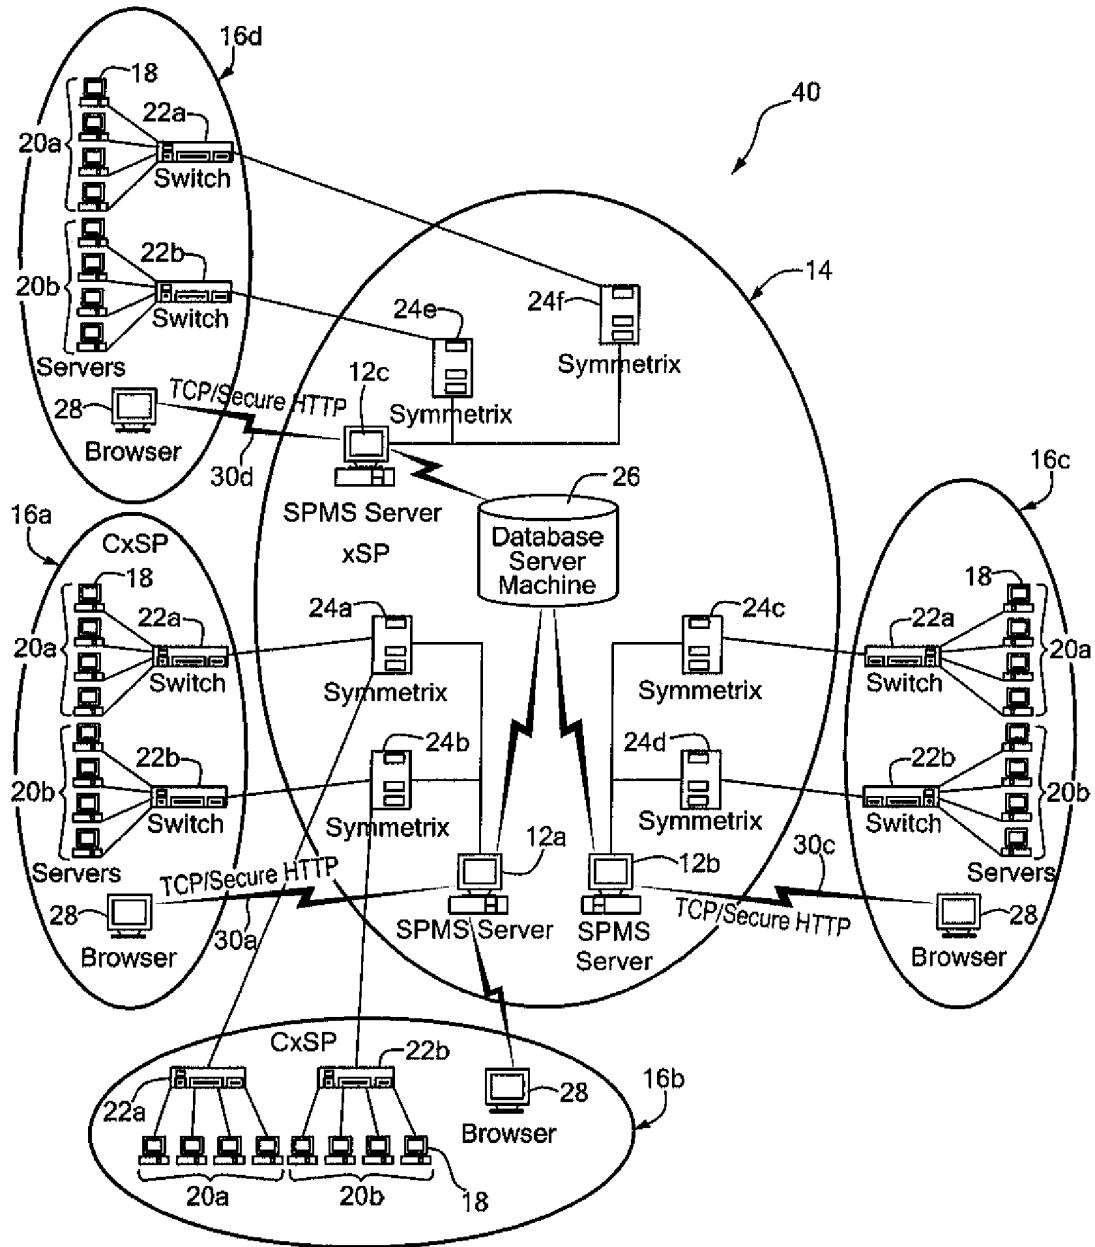 16d
18
40
22a
20a
Switch
22b
20b
Switch
Servers
14
24e
24f
Symmetrix
TCP/Secure HTTP
12c
Symmetrix
28
Browser
30d
SPMS Server
xSP
26
Database
Server
Machine
16c
16a
CxSP
18
22a
20a
Switch
22b
20b
Switch
Servers
24a
Symmetrix
24b
Symmetrix
24c
Symmetrix
24d
Symmetrix
18
22a
20a
Switch
22b
20b
Switch
Servers
TCP/Secure HTTP
28
Browser
30a
12a
SPMS Server
12b
SPMS
Server
30c
TCP/Secure HTTP
28
Browser
CxSP
22b
22a
28
Browser
16b
20a
20b
18